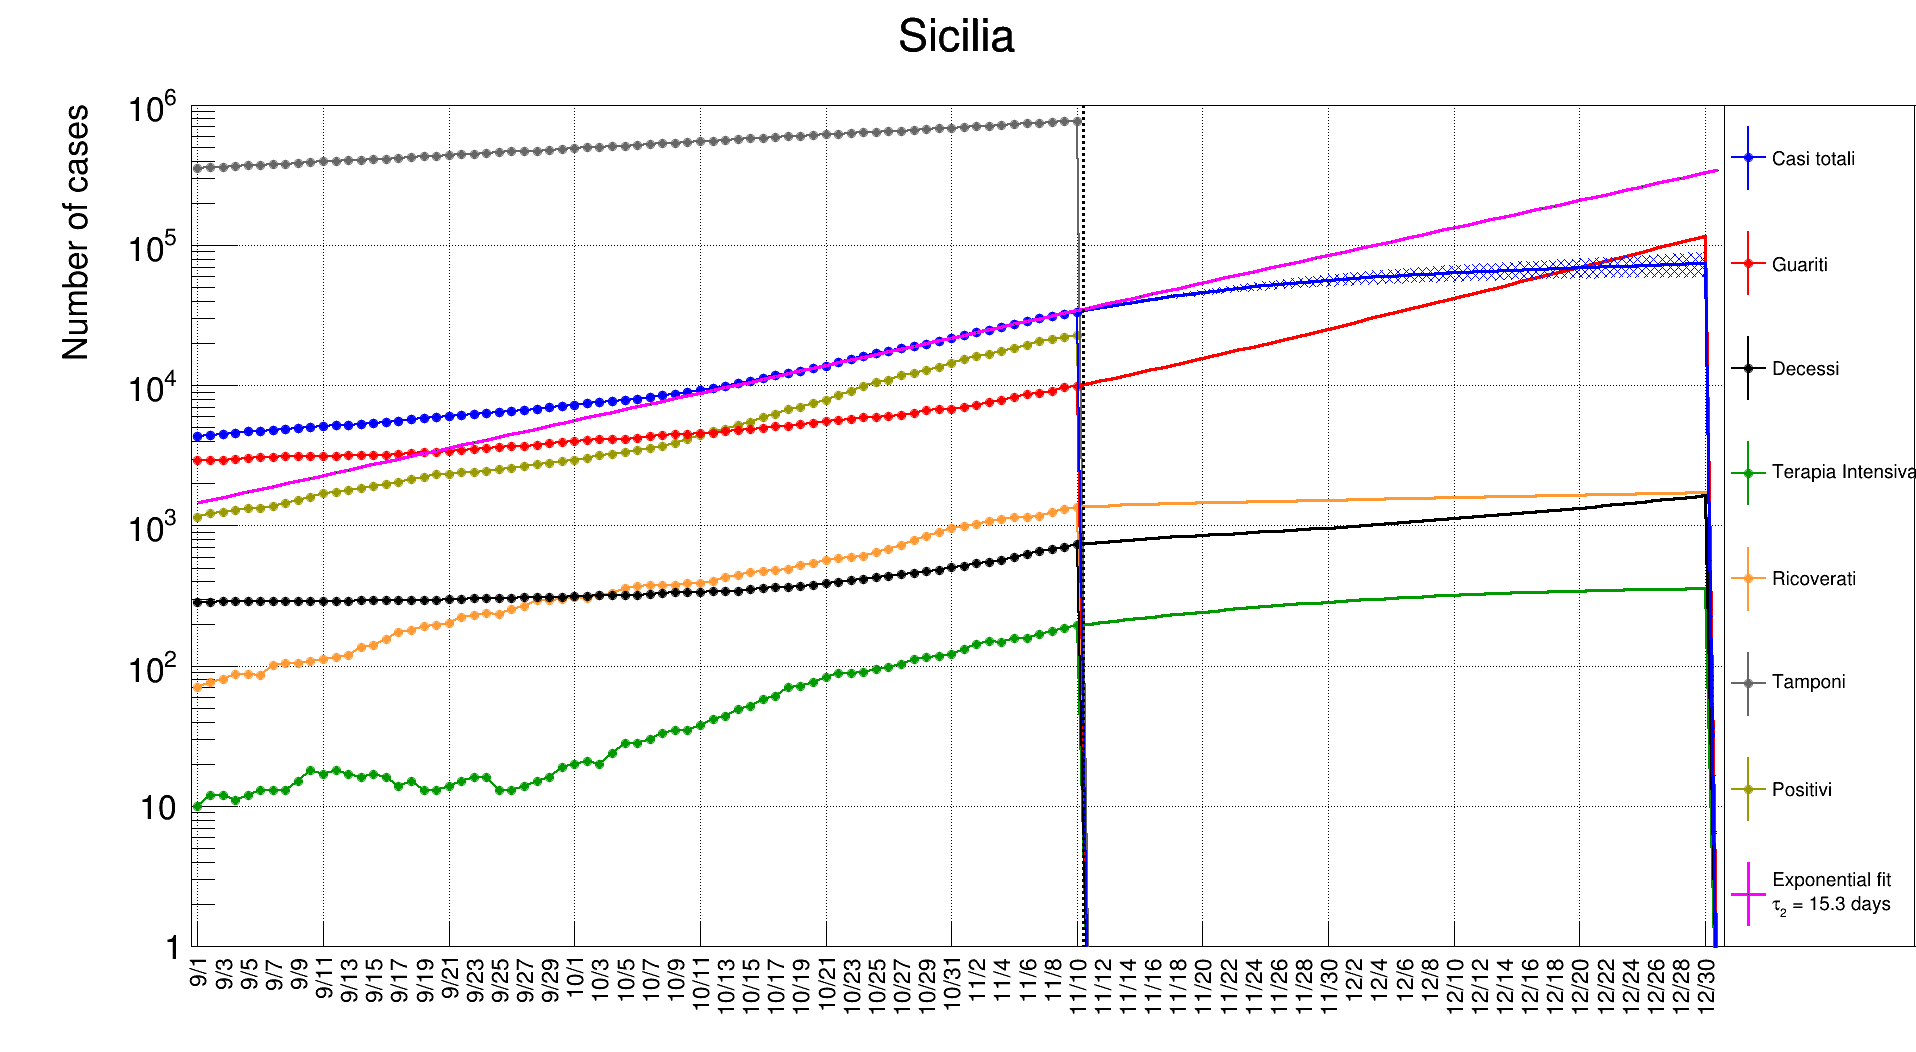 Sicilia
Number of cases
10^6
10^5
10^4
10^3
10^2
10
1
9/1 9/3 9/5 9/7 9/9 9/11 9/13 9/15 9/17 9/19 9/21 9/23 9/25 9/27 9/29 10/1 10/3 10/5 10/7 10/9 10/11 10/13 10/15 10/17 10/19 10/21 10/23 10/25 10/27 10/29 10/31 11/2 11/4 11/6 11/8 11/10 11/12 11/14 11/16 11/18 11/20 11/22 11/24 11/26 11/28 11/30 12/2 12/4 12/6 12/8 12/10 12/12 12/14 12/16 12/18 12/20 12/22 12/24 12/26 12/28 12/30
Casi totali
Guariti
Decessi
Terapia Intensiva
Ricoverati
Tamponi
Positivi
Exponential fit
τ_2 = 15.3 days